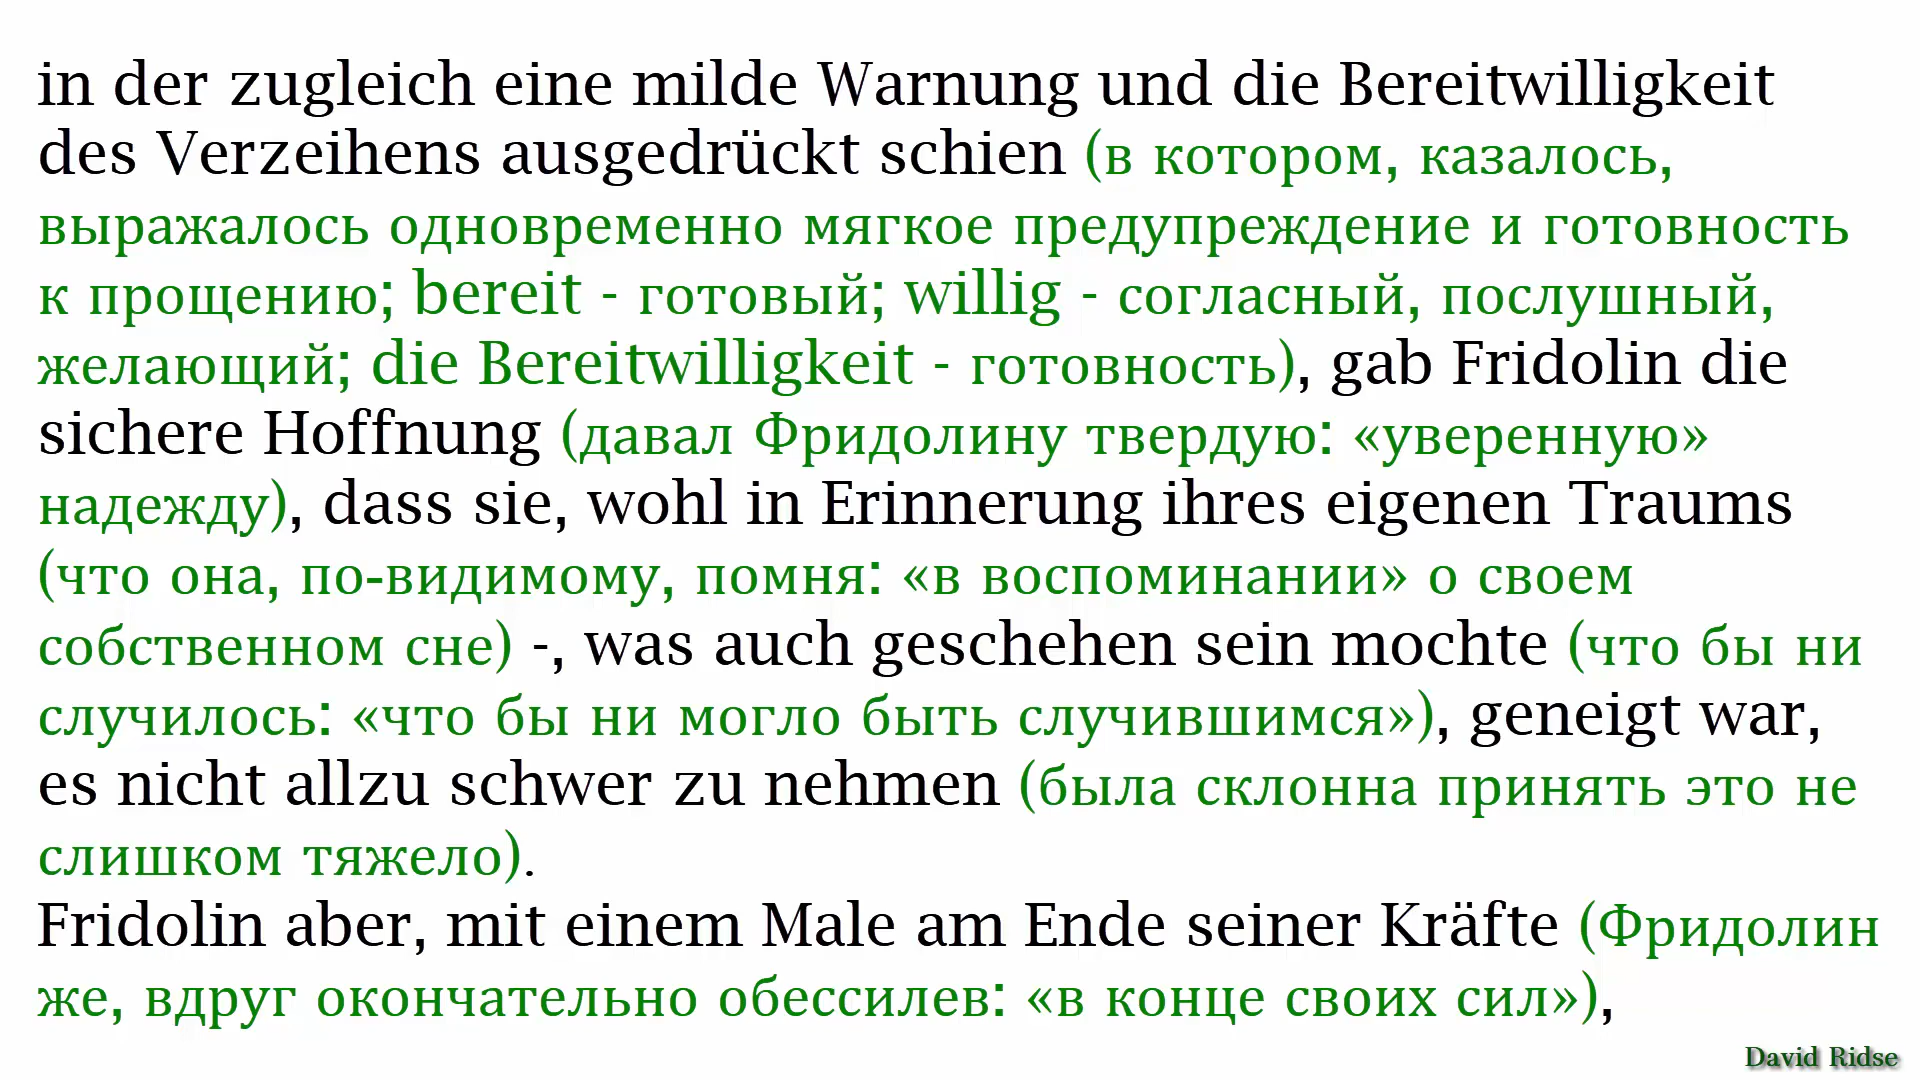 in der zugleich eine milde Warnung und die Bereitwilligkeit
des Verzeihens ausgedrückt schien (в котором, казалось,
выражалось одновременно мягкое предупреждение и готовность
к прощению; bereit - готовый; willig - согласный, послушный,
желающий; die Bereitwilligkeit - готовность), gab Fridolin die
sichere Hoffnung (давал Фридолину твердую: «уверенную»
надежду), dass sie, wohl in Erinnerung ihres eigenen Traums
(что она, по-видимому, помня: «в воспоминании» о своем
собственном сне) -, was auch geschehen sein mochte (что бы ни
случилось: «что бы ни могло быть случившимся»), geneigt war,
es nicht allzu schwer zu nehmen (была склонна принять это не
слишком тяжело).
Fridolin aber, mit einem Male am Ende seiner Kräfte (Фридолин
же, вдруг окончательно обессилев: «в конце своих сил»),
David Ridse